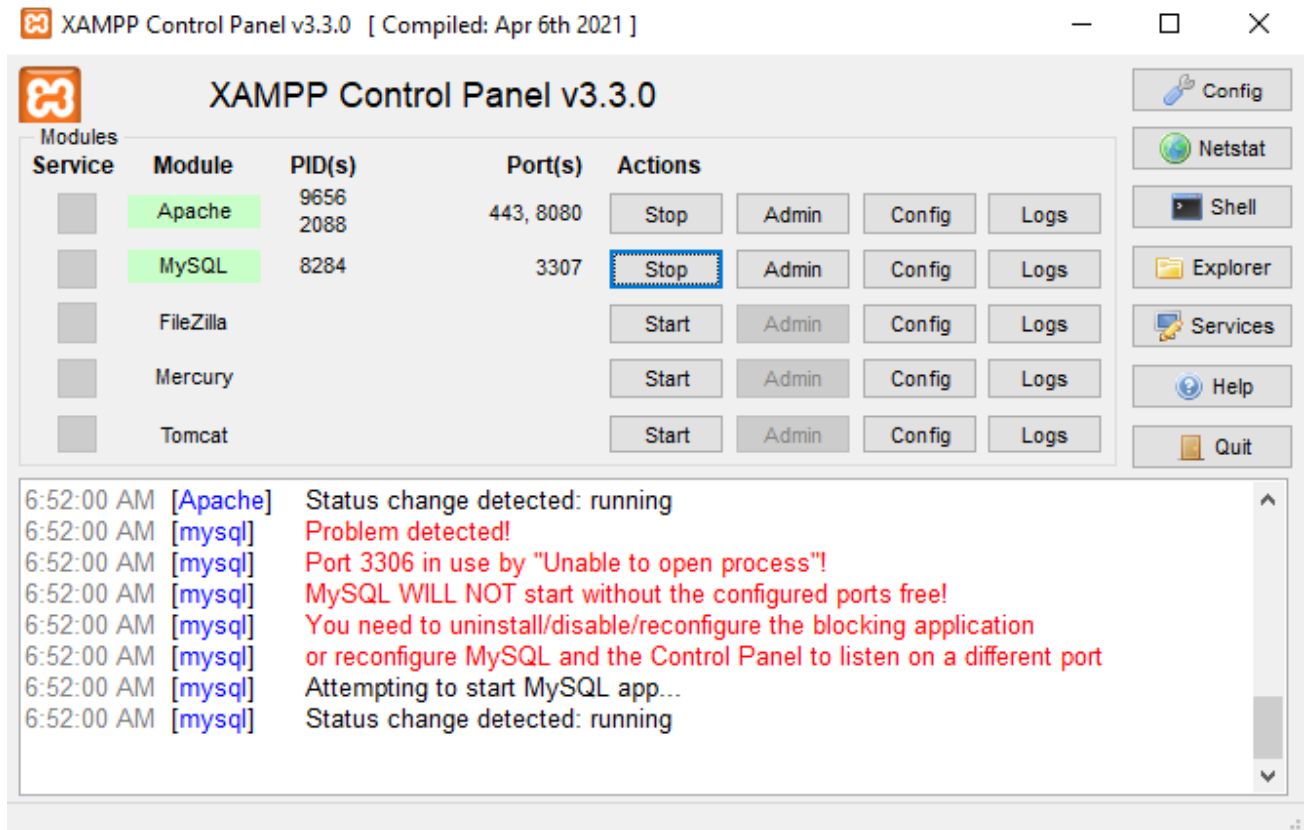 XAMPP Control Panel v3.3.0 [ Compiled: Apr 6th 2021 ]
XAMPP Control Panel v3.3.0
Config
Modules
Netstat
Service Module PID(s) Port(s) Actions
Apache 9656 443, 8080 Stop Admin Config Logs
2088
Shell
MySQL 8284 3307 Stop Admin Config Logs
Explorer
FileZilla Start Admin Config Logs
Services
Mercury Start Admin Config Logs
Help
Tomcat Start Admin Config Logs
Quit
6:52:00 AM [Apache] Status change detected: running
6:52:00 AM [mysql] Problem detected!
6:52:00 AM [mysql] Port 3306 in use by "Unable to open process"!
6:52:00 AM [mysql] MySQL WILL NOT start without the configured ports free!
6:52:00 AM [mysql] You need to uninstall/disable/reconfigure the blocking application
6:52:00 AM [mysql] or reconfigure MySQL and the Control Panel to listen on a different port
6:52:00 AM [mysql] Attempting to start MySQL app...
6:52:00 AM [mysql] Status change detected: running